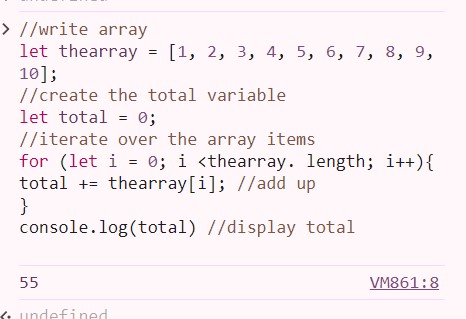 undefined
> //write array
let thearray = [1, 2, 3, 4, 5, 6, 7, 8, 9,
10];
//create the total variable
let total = 0;
//iterate over the array items
for (let i = 0; i <thearray. length; i++){
total += thearray[i]; //add up
}
console.log(total) //display total
55 VM861:8
undefined